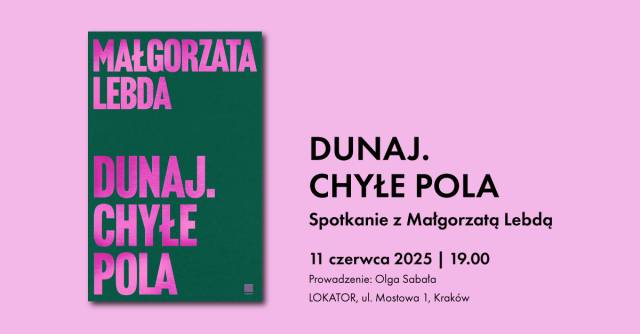 MAŁGORZATA
LEBDA
DUNAJ.
CHYŁE
POLA
DUNAJ.
CHYŁE POLA
Spotkanie z Małgorzatą Lebdą
11 czerwca 2025 | 19.00
Prowadzenie: Olga Sabała
LOKATOR, ul. Mostowa 1, Kraków